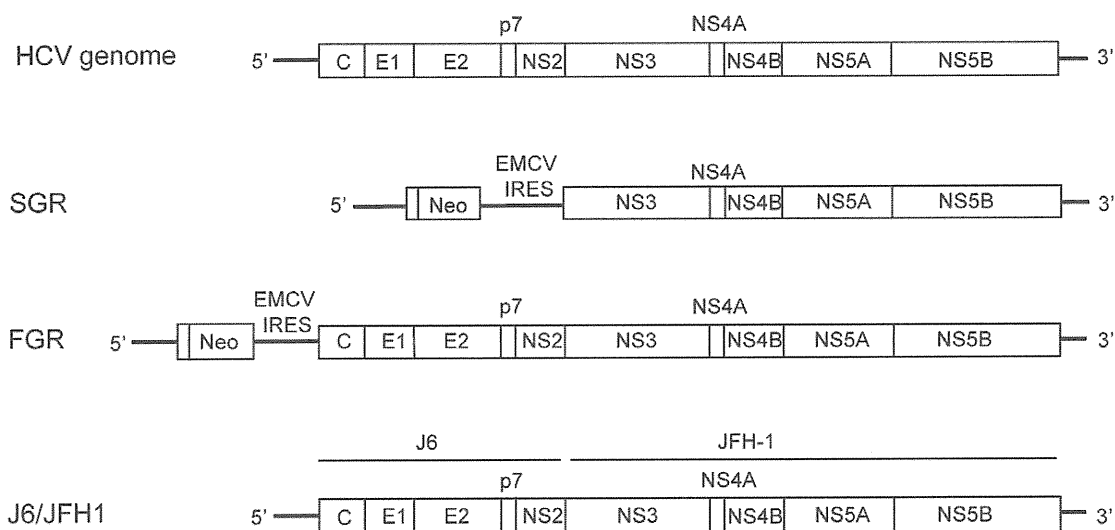 p7 NS4A
HCV genome 5' C E1 E2 NS2 NS3 NS4B NS5A NS5B 3'
EMCV
IRES NS4A
SGR 5' Neo NS3 NS4B NS5A NS5B 3'
EMCV
IRES p7 NS4A
FGR 5' Neo C E1 E2 NS2 NS3 NS4B NS5A NS5B 3'
J6 JFH-1
p7 NS4A
J6/JFH1 5' C E1 E2 NS2 NS3 NS4B NS5A NS5B 3'